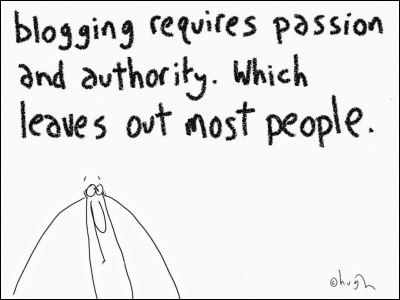 blogging requires passion
and authority. Which
leaves out most people.
©hugh